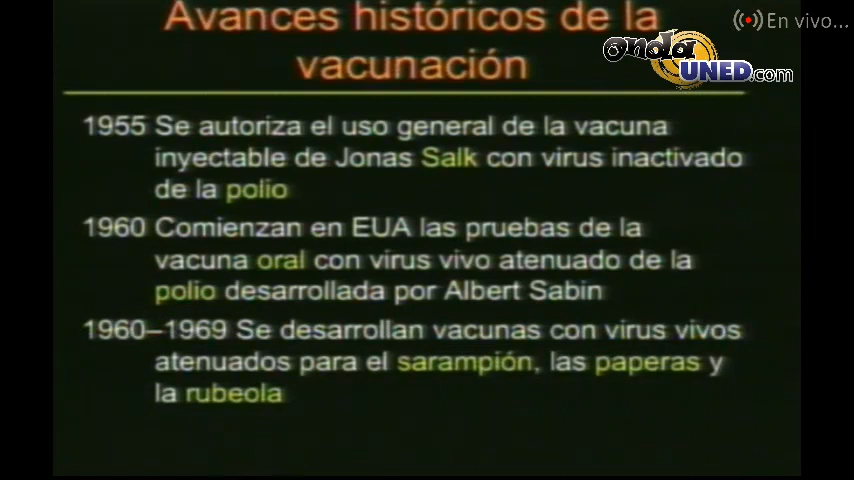 Avances históricos de la
vacunación
((•)) En vivo...
onda
UNED.com
1955 Se autoriza el uso general de la vacuna
inyectable de Jonas Salk con virus inactivado
de la polio
1960 Comienzan en EUA las pruebas de la
vacuna oral con virus vivo atenuado de la
polio desarrollada por Albert Sabin
1960–1969 Se desarrollan vacunas con virus vivos
atenuados para el sarampión, las paperas y
la rubeola